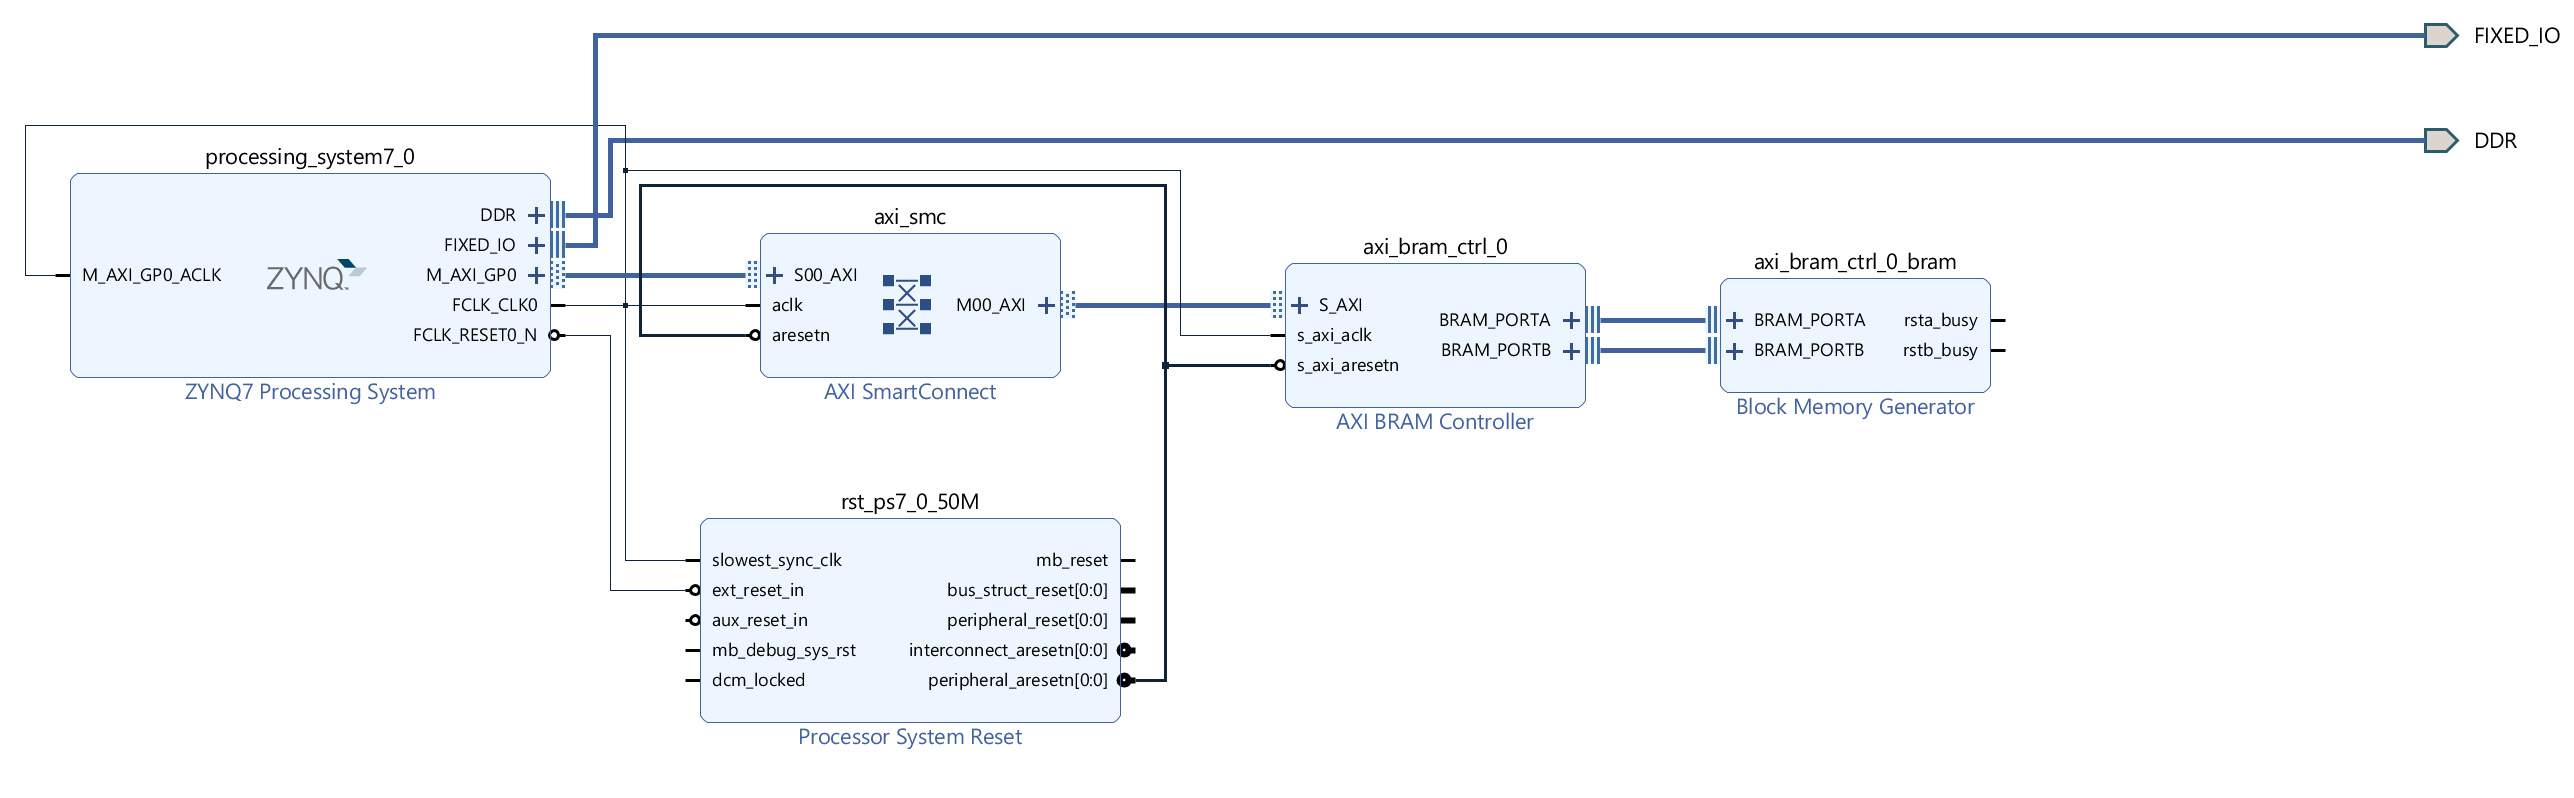 FIXED_IO
DDR
processing_system7_0
DDR
FIXED_IO
M_AXI_GP0_ACLK
ZYNQ
M_AXI_GP0
FCLK_CLK0
FCLK_RESET0_N
ZYNQ7 Processing System
axi_smc
S00_AXI
aclk
M00_AXI
aresetn
AXI SmartConnect
axi_bram_ctrl_0
S_AXI
s_axi_aclk
s_axi_aresetn
BRAM_PORTA
BRAM_PORTB
AXI BRAM Controller
axi_bram_ctrl_0_bram
BRAM_PORTA
rsta_busy
BRAM_PORTB
rstb_busy
Block Memory Generator
rst_ps7_0_50M
slowest_sync_clk
mb_reset
ext_reset_in
bus_struct_reset[0:0]
aux_reset_in
peripheral_reset[0:0]
mb_debug_sys_rst
interconnect_aresetn[0:0]
dcm_locked
peripheral_aresetn[0:0]
Processor System Reset